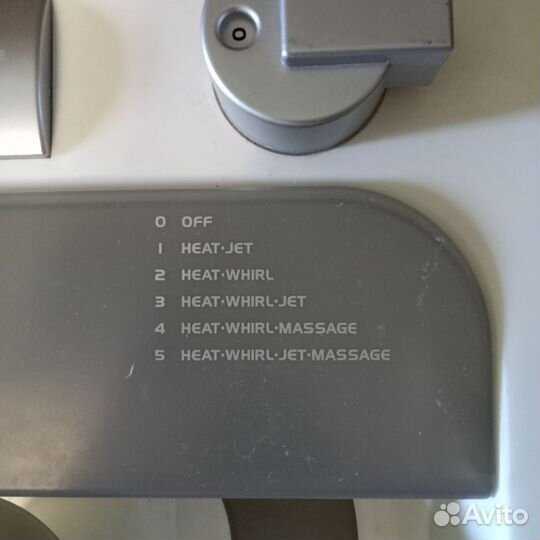 0
0 OFF
1 HEAT·JET
2 HEAT·WHIRL
3 HEAT·WHIRL·JET
4 HEAT·WHIRL·MASSAGE
5 HEAT·WHIRL·JET·MASSAGE
Avito